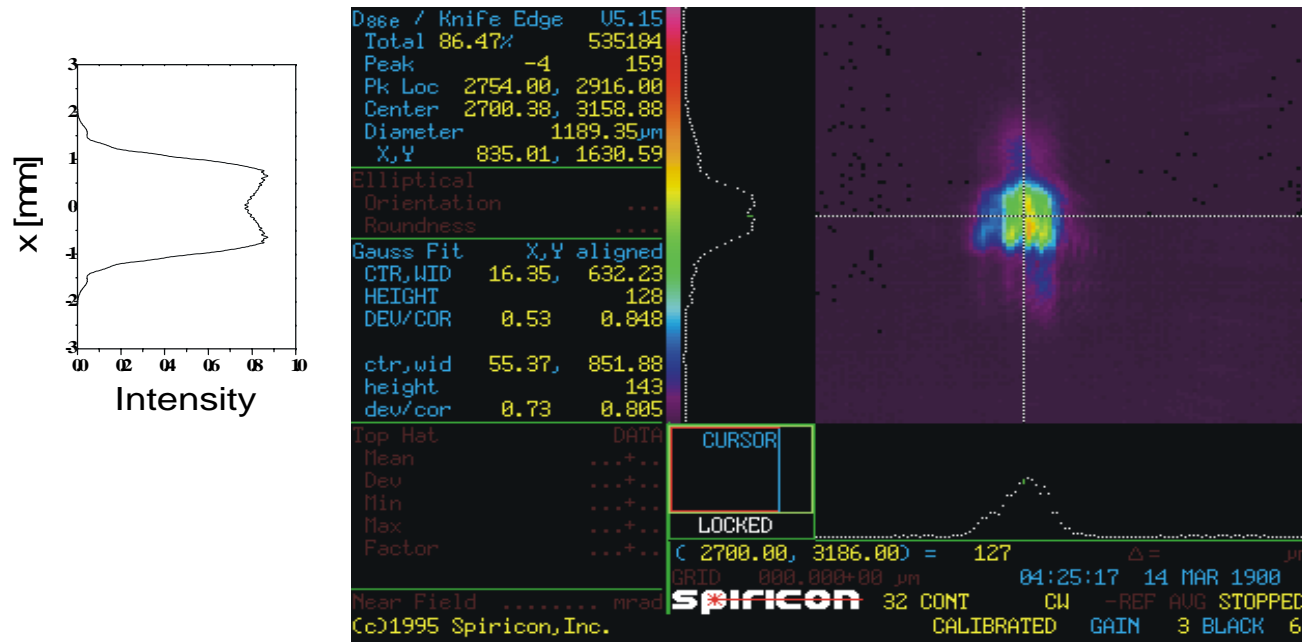 3
2
1
0
-1
-2
-3
x [mm]
0.0 0.2 0.4 0.6 0.8 1.0
Intensity
D86e / Knife Edge V5.15
Total 86.47% 535184
Peak -4 159
Pk Loc 2754.00, 2916.00
Center 2700.38, 3158.88
Diameter 1189.35µm
X,Y 835.01, 1630.59
Elliptical
Orientation ...
Roundness ....
Gauss Fit X,Y aligned
CTR,WID 16.35, 632.23
HEIGHT 128
DEV/COR 0.53 0.848
ctr,wid 55.37, 851.88
height 143
dev/cor 0.73 0.805
Top Hat DATA
Mean ...+..
Dev ...+..
Min ...+..
Max ...+..
Factor ...+..
Near Field ........ mrad
(c)1995 Spiricon,Inc.
CURSOR
LOCKED
( 2700.00, 3186.00) = 127 Δ= µm
GRID 000.000+00 µm 04:25:17 14 MAR 1900
spiricon 32 CONT CW -REF AVG STOPPED
CALIBRATED GAIN 3 BLACK 6